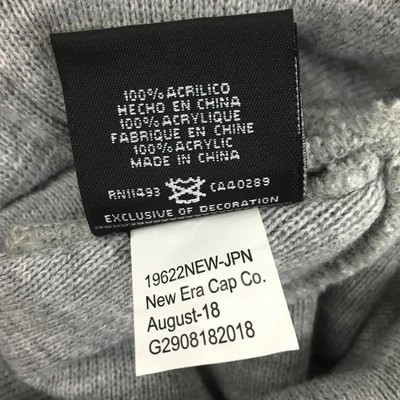 100% ACRILICO
HECHO EN CHINA
100% ACRYLIQUE
FABRIQUE EN CHINE
100% ACRYLIC
MADE IN CHINA
RN11493 CA40289
EXCLUSIVE OF DECORATION
19622NEW-JPN
New Era Cap Co.
August-18
G2908182018